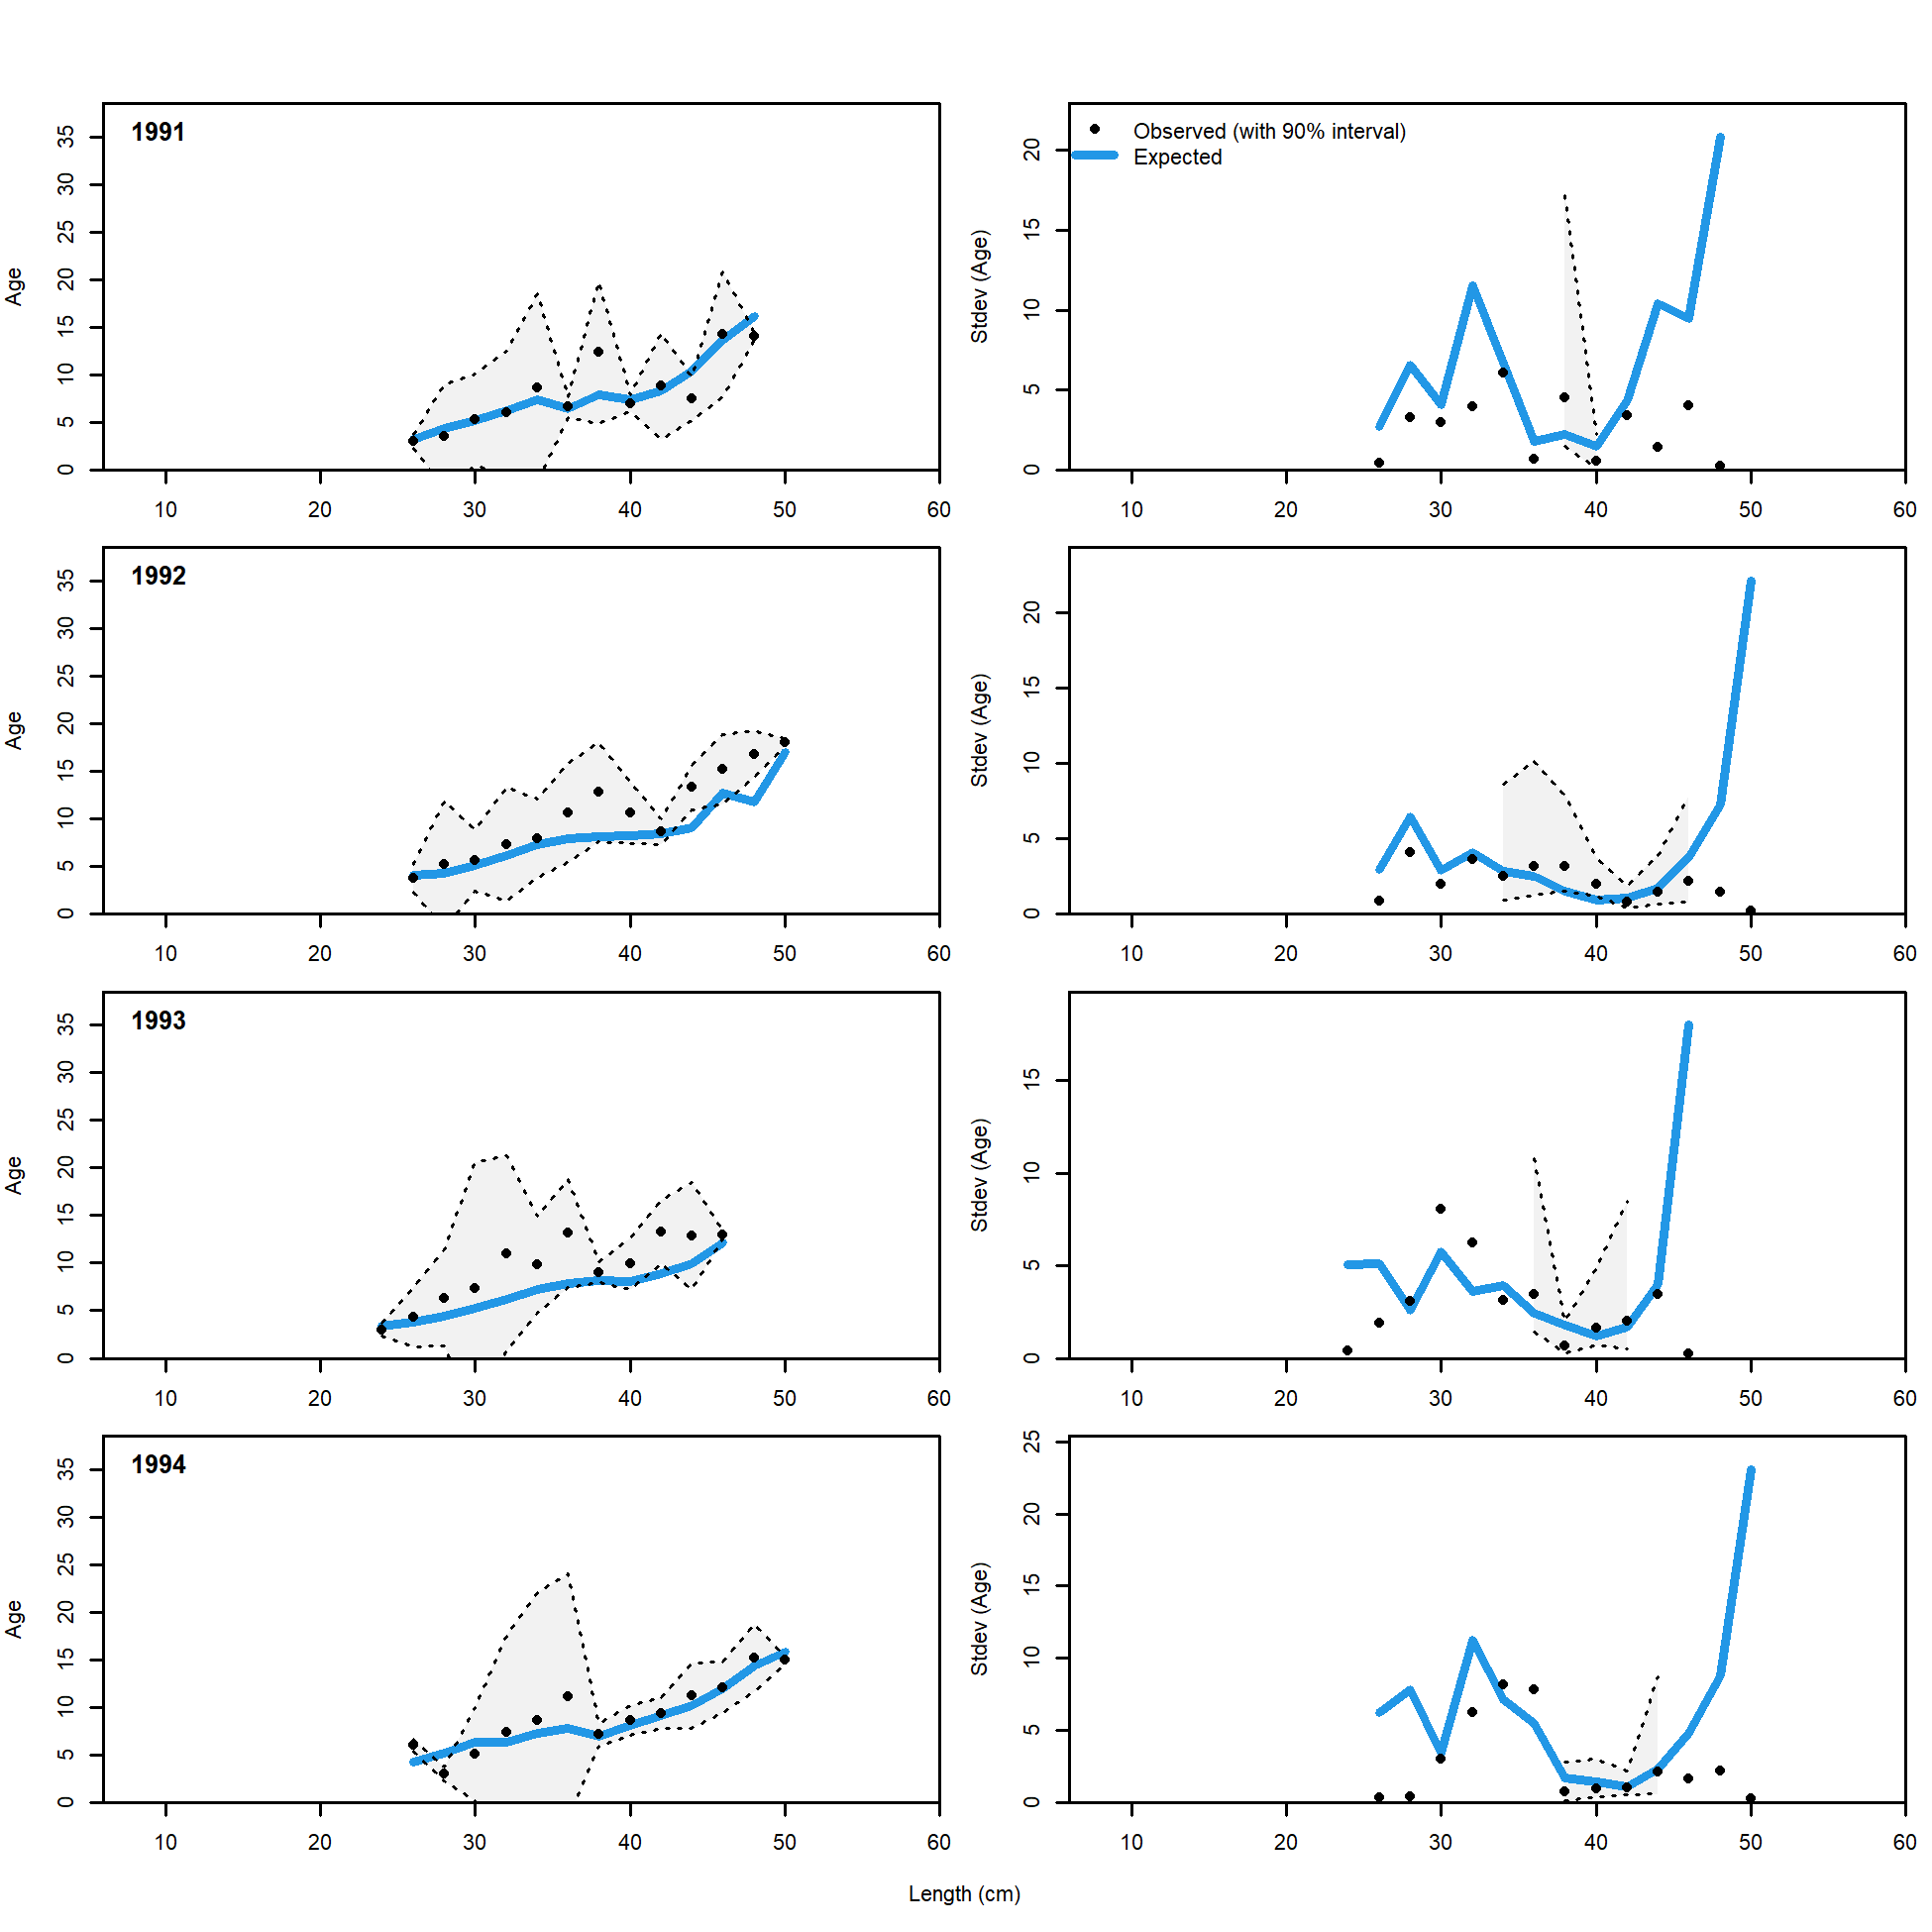 1991
Age
0 5 10 15 20 25 30 35
10 20 30 40 50 60
Observed (with 90% interval)
Expected
Stdev (Age)
0 5 10 15 20
10 20 30 40 50 60
1992
Age
0 5 10 15 20 25 30 35
10 20 30 40 50 60
Stdev (Age)
0 5 10 15 20
10 20 30 40 50 60
1993
Age
0 5 10 15 20 25 30 35
10 20 30 40 50 60
Stdev (Age)
0 5 10 15
10 20 30 40 50 60
1994
Age
0 5 10 15 20 25 30 35
10 20 30 40 50 60
Stdev (Age)
0 5 10 15 20 25
10 20 30 40 50 60
Length (cm)